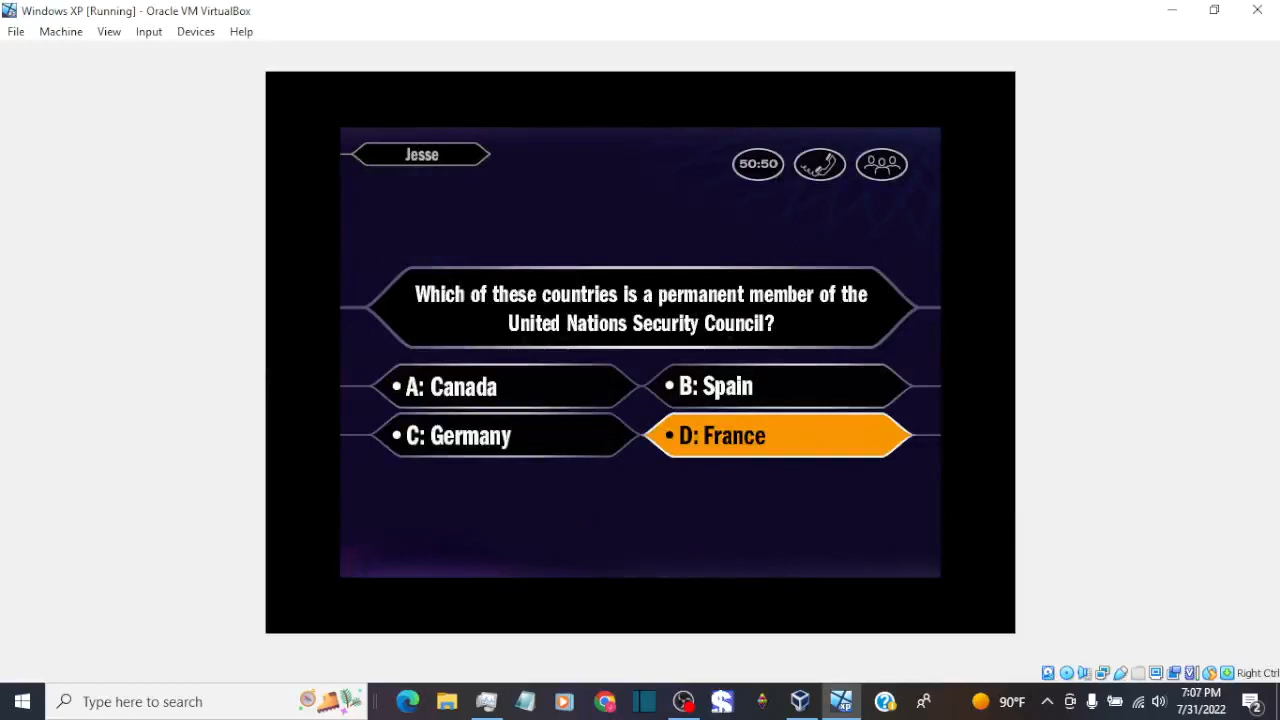 Windows XP [Running] - Oracle VM VirtualBox
File Machine View Input Devices Help
Jesse
50:50
Which of these countries is a permanent member of the
United Nations Security Council?
• A: Canada
• B: Spain
• C: Germany
• D: France
Right Ctrl
Type here to search
XP
90°F
7:07 PM
7/31/2022
2